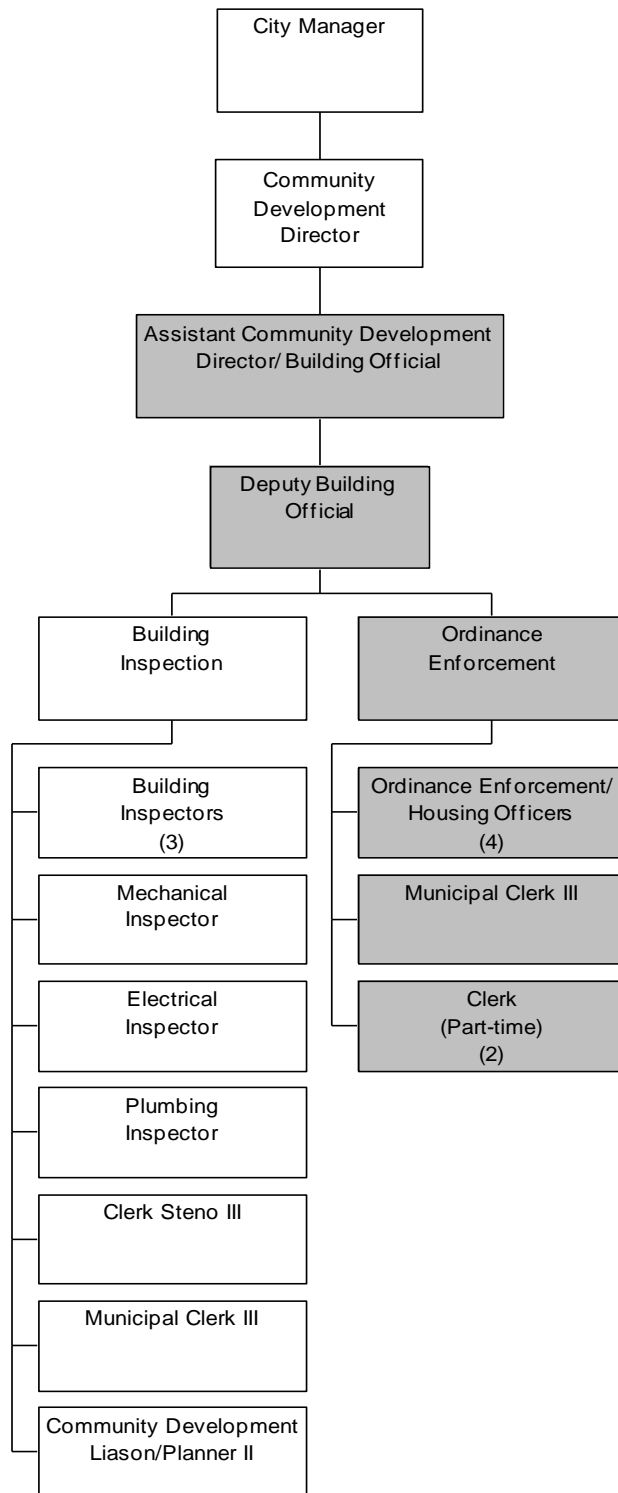 City Manager
Community
Development
Director
Assistant Community Development
Director/ Building Official
Deputy Building
Official
Building
Inspection
Ordinance
Enforcement
Building
Inspectors
(3)
Mechanical
Inspector
Electrical
Inspector
Plumbing
Inspector
Clerk Steno III
Municipal Clerk III
Community Development
Liason/Planner II
Ordinance Enforcement/
Housing Officers
(4)
Municipal Clerk III
Clerk
(Part-time)
(2)